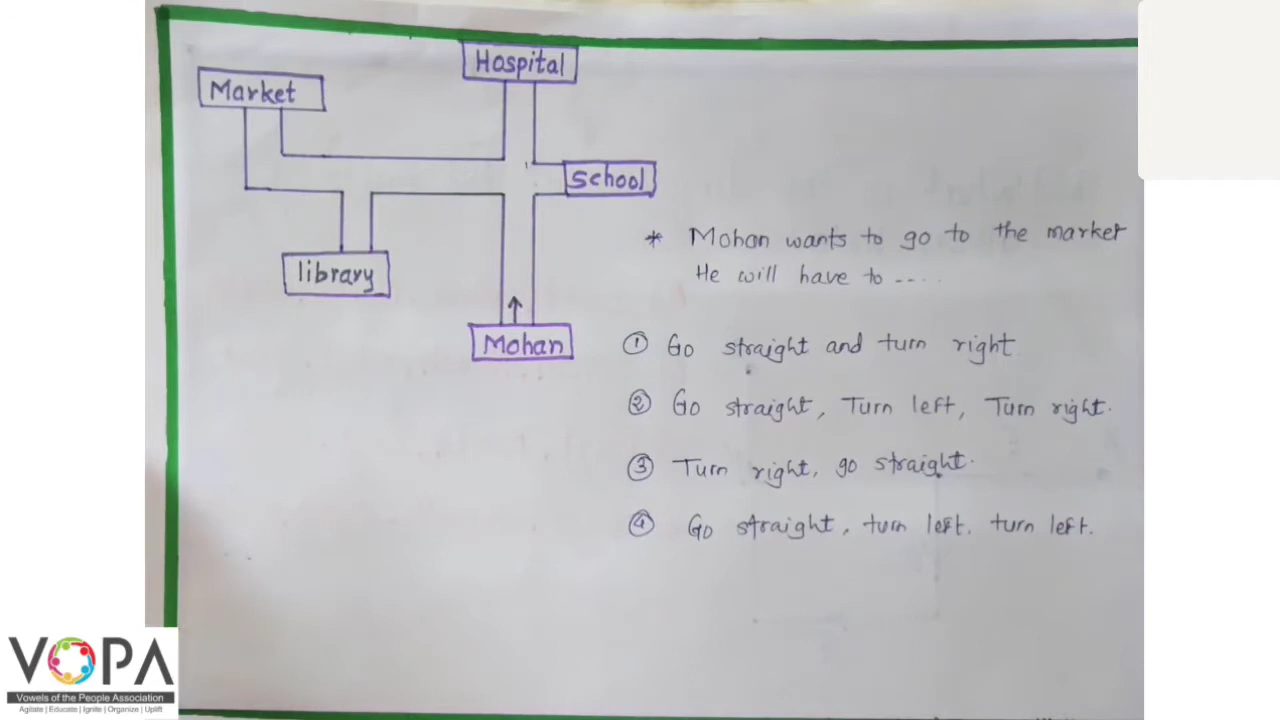 Hospital
Market
School
library
Mohan
* Mohan wants to go to the market
He will have to ----
① Go straight and turn right
② Go straight, Turn left, Turn right.
③ Turn right, go straight.
④ Go straight, turn left. turn left.
VOPA
Vowels of the People Association
Agitate | Educate | Ignite | Organize | Uplift